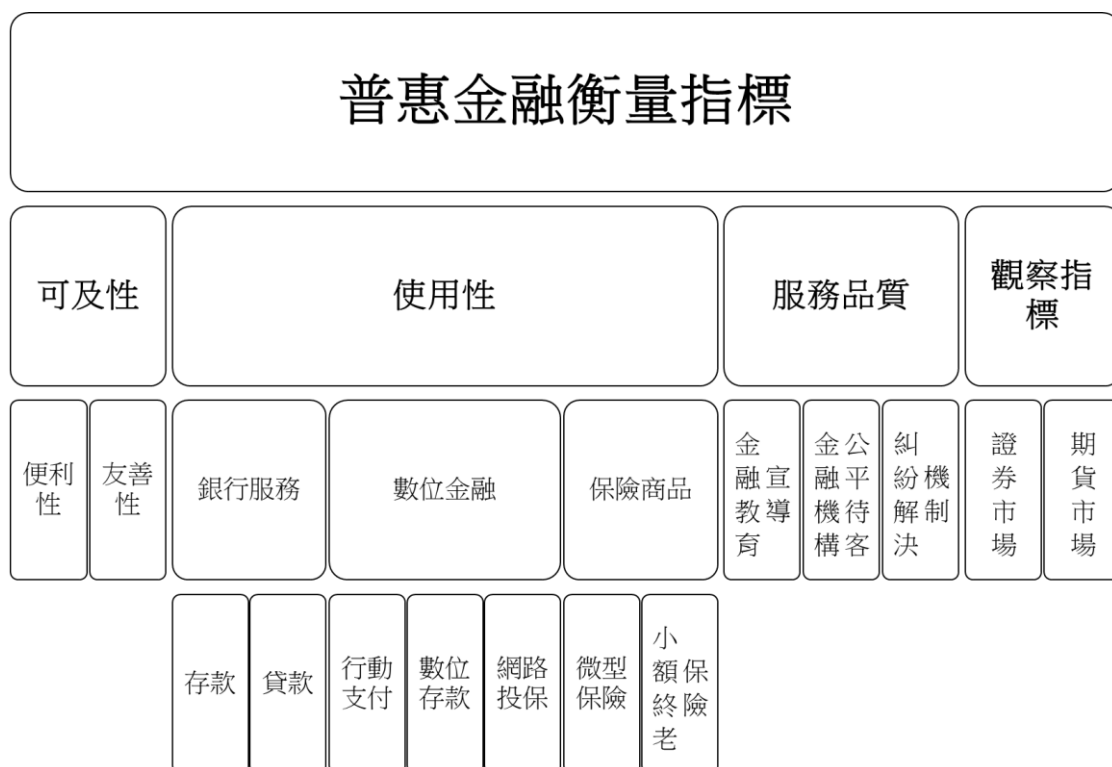 普惠金融衡量指標
可及性
使用性
服務品質
觀察指
標
便利
性
友善
性
銀行服務
數位金融
保險商品
金融教育
宣導
金融機構
公平待客
糾紛解決
機制
證券市場
期貨市場
存款
貸款
行動
支付
數位
存款
網路
投保
微型
保險
小額終老
保險